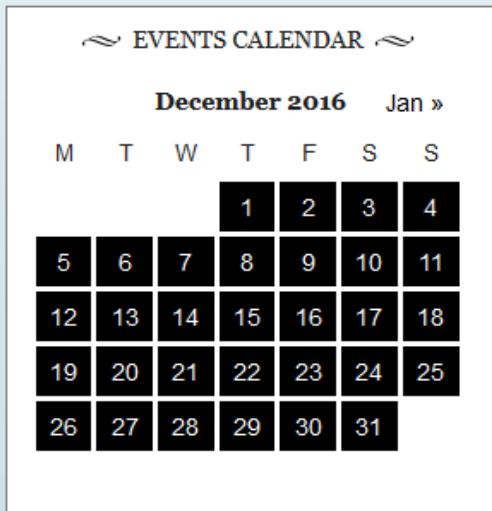 EVENTS CALENDAR
December 2016 Jan »
M T W T F S S
1 2 3 4
5 6 7 8 9 10 11
12 13 14 15 16 17 18
19 20 21 22 23 24 25
26 27 28 29 30 31